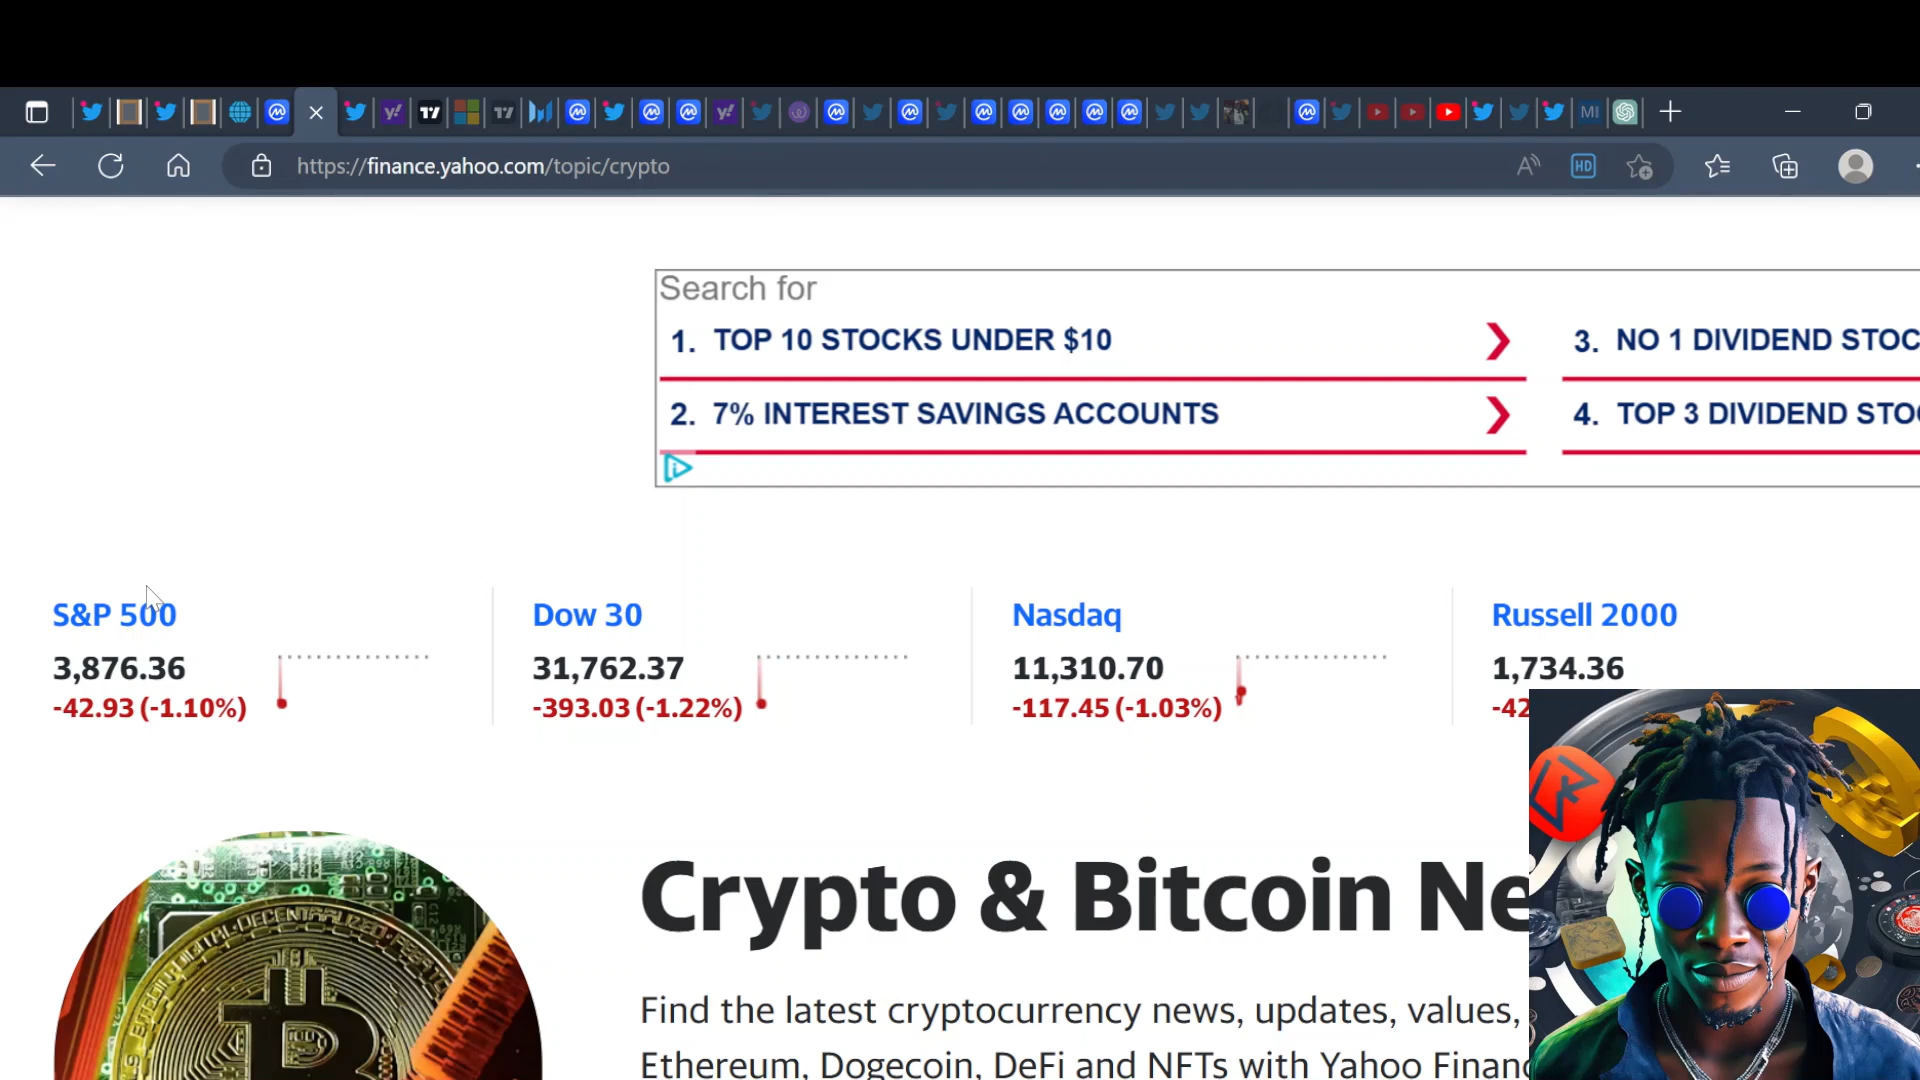 https://finance.yahoo.com/topic/crypto
HD
Search for
1. TOP 10 STOCKS UNDER $10
3. NO 1 DIVIDEND STOC
2. 7% INTEREST SAVINGS ACCOUNTS
4. TOP 3 DIVIDEND STO
S&P 500
3,876.36
-42.93 (-1.10%)
Dow 30
31,762.37
-393.03 (-1.22%)
Nasdaq
11,310.70
-117.45 (-1.03%)
Russell 2000
1,734.36
-42
Crypto & Bitcoin Ne
Find the latest cryptocurrency news, updates, values,
Ethereum, Dogecoin, DeFi and NFTs with Yahoo Finan